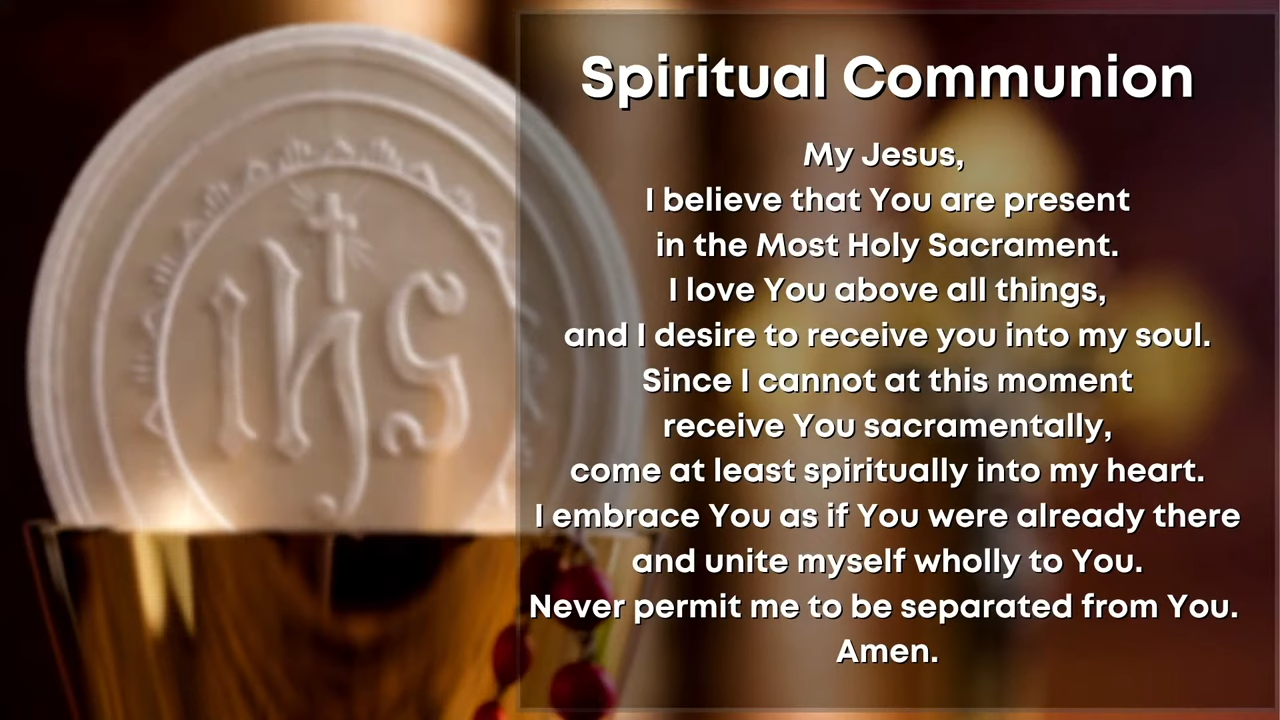 ihs
Spiritual Communion
My Jesus,
I believe that You are present
in the Most Holy Sacrament.
I love You above all things,
and I desire to receive you into my soul.
Since I cannot at this moment
receive You sacramentally,
come at least spiritually into my heart.
I embrace You as if You were already there
and unite myself wholly to You.
Never permit me to be separated from You.
Amen.